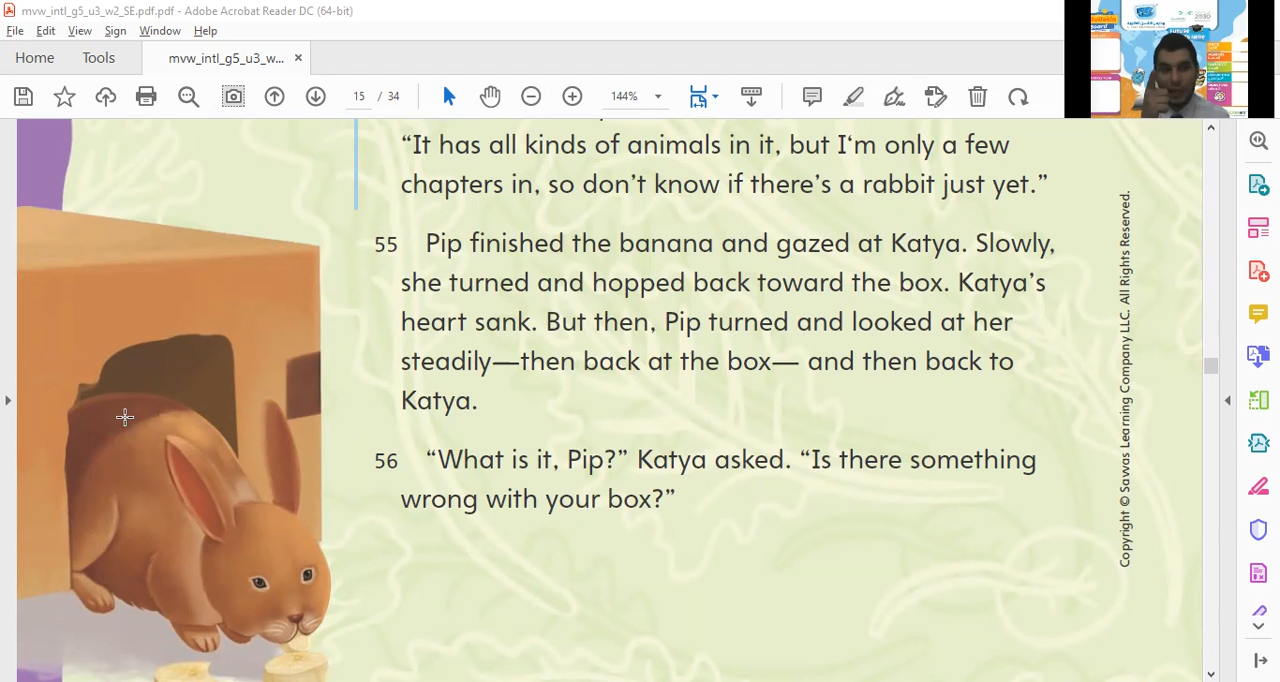 mvw_intl_g5_u3_w2_SE.pdf.pdf - Adobe Acrobat Reader DC (64-bit)
File Edit View Sign Window Help
Home Tools mvw_intl_g5_u3_w... ×
15 / 34 144%
“It has all kinds of animals in it, but I‘m only a few
chapters in, so don’t know if there’s a rabbit just yet.”
55 Pip finished the banana and gazed at Katya. Slowly,
she turned and hopped back toward the box. Katya’s
heart sank. But then, Pip turned and looked at her
steadily—then back at the box— and then back to
Katya.
56 “What is it, Pip?” Katya asked. “Is there something
wrong with your box?”
Copyright © Savvas Learning Company LLC. All Rights Reserved.